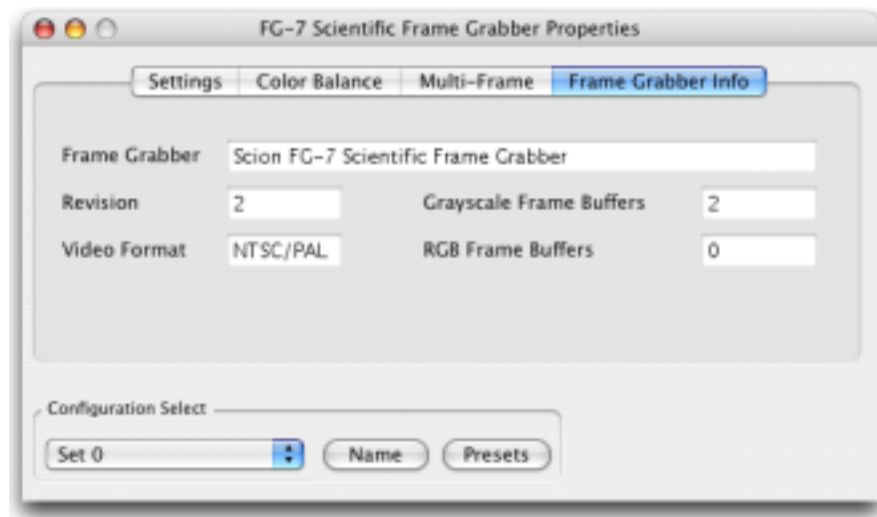 FG-7 Scientific Frame Grabber Properties
Settings Color Balance Multi-Frame Frame Grabber Info
Frame Grabber Scion FG-7 Scientific Frame Grabber
Revision 2 Grayscale Frame Buffers 2
Video Format NTSC/PAL RGB Frame Buffers 0
Configuration Select
Set 0 Name Presets